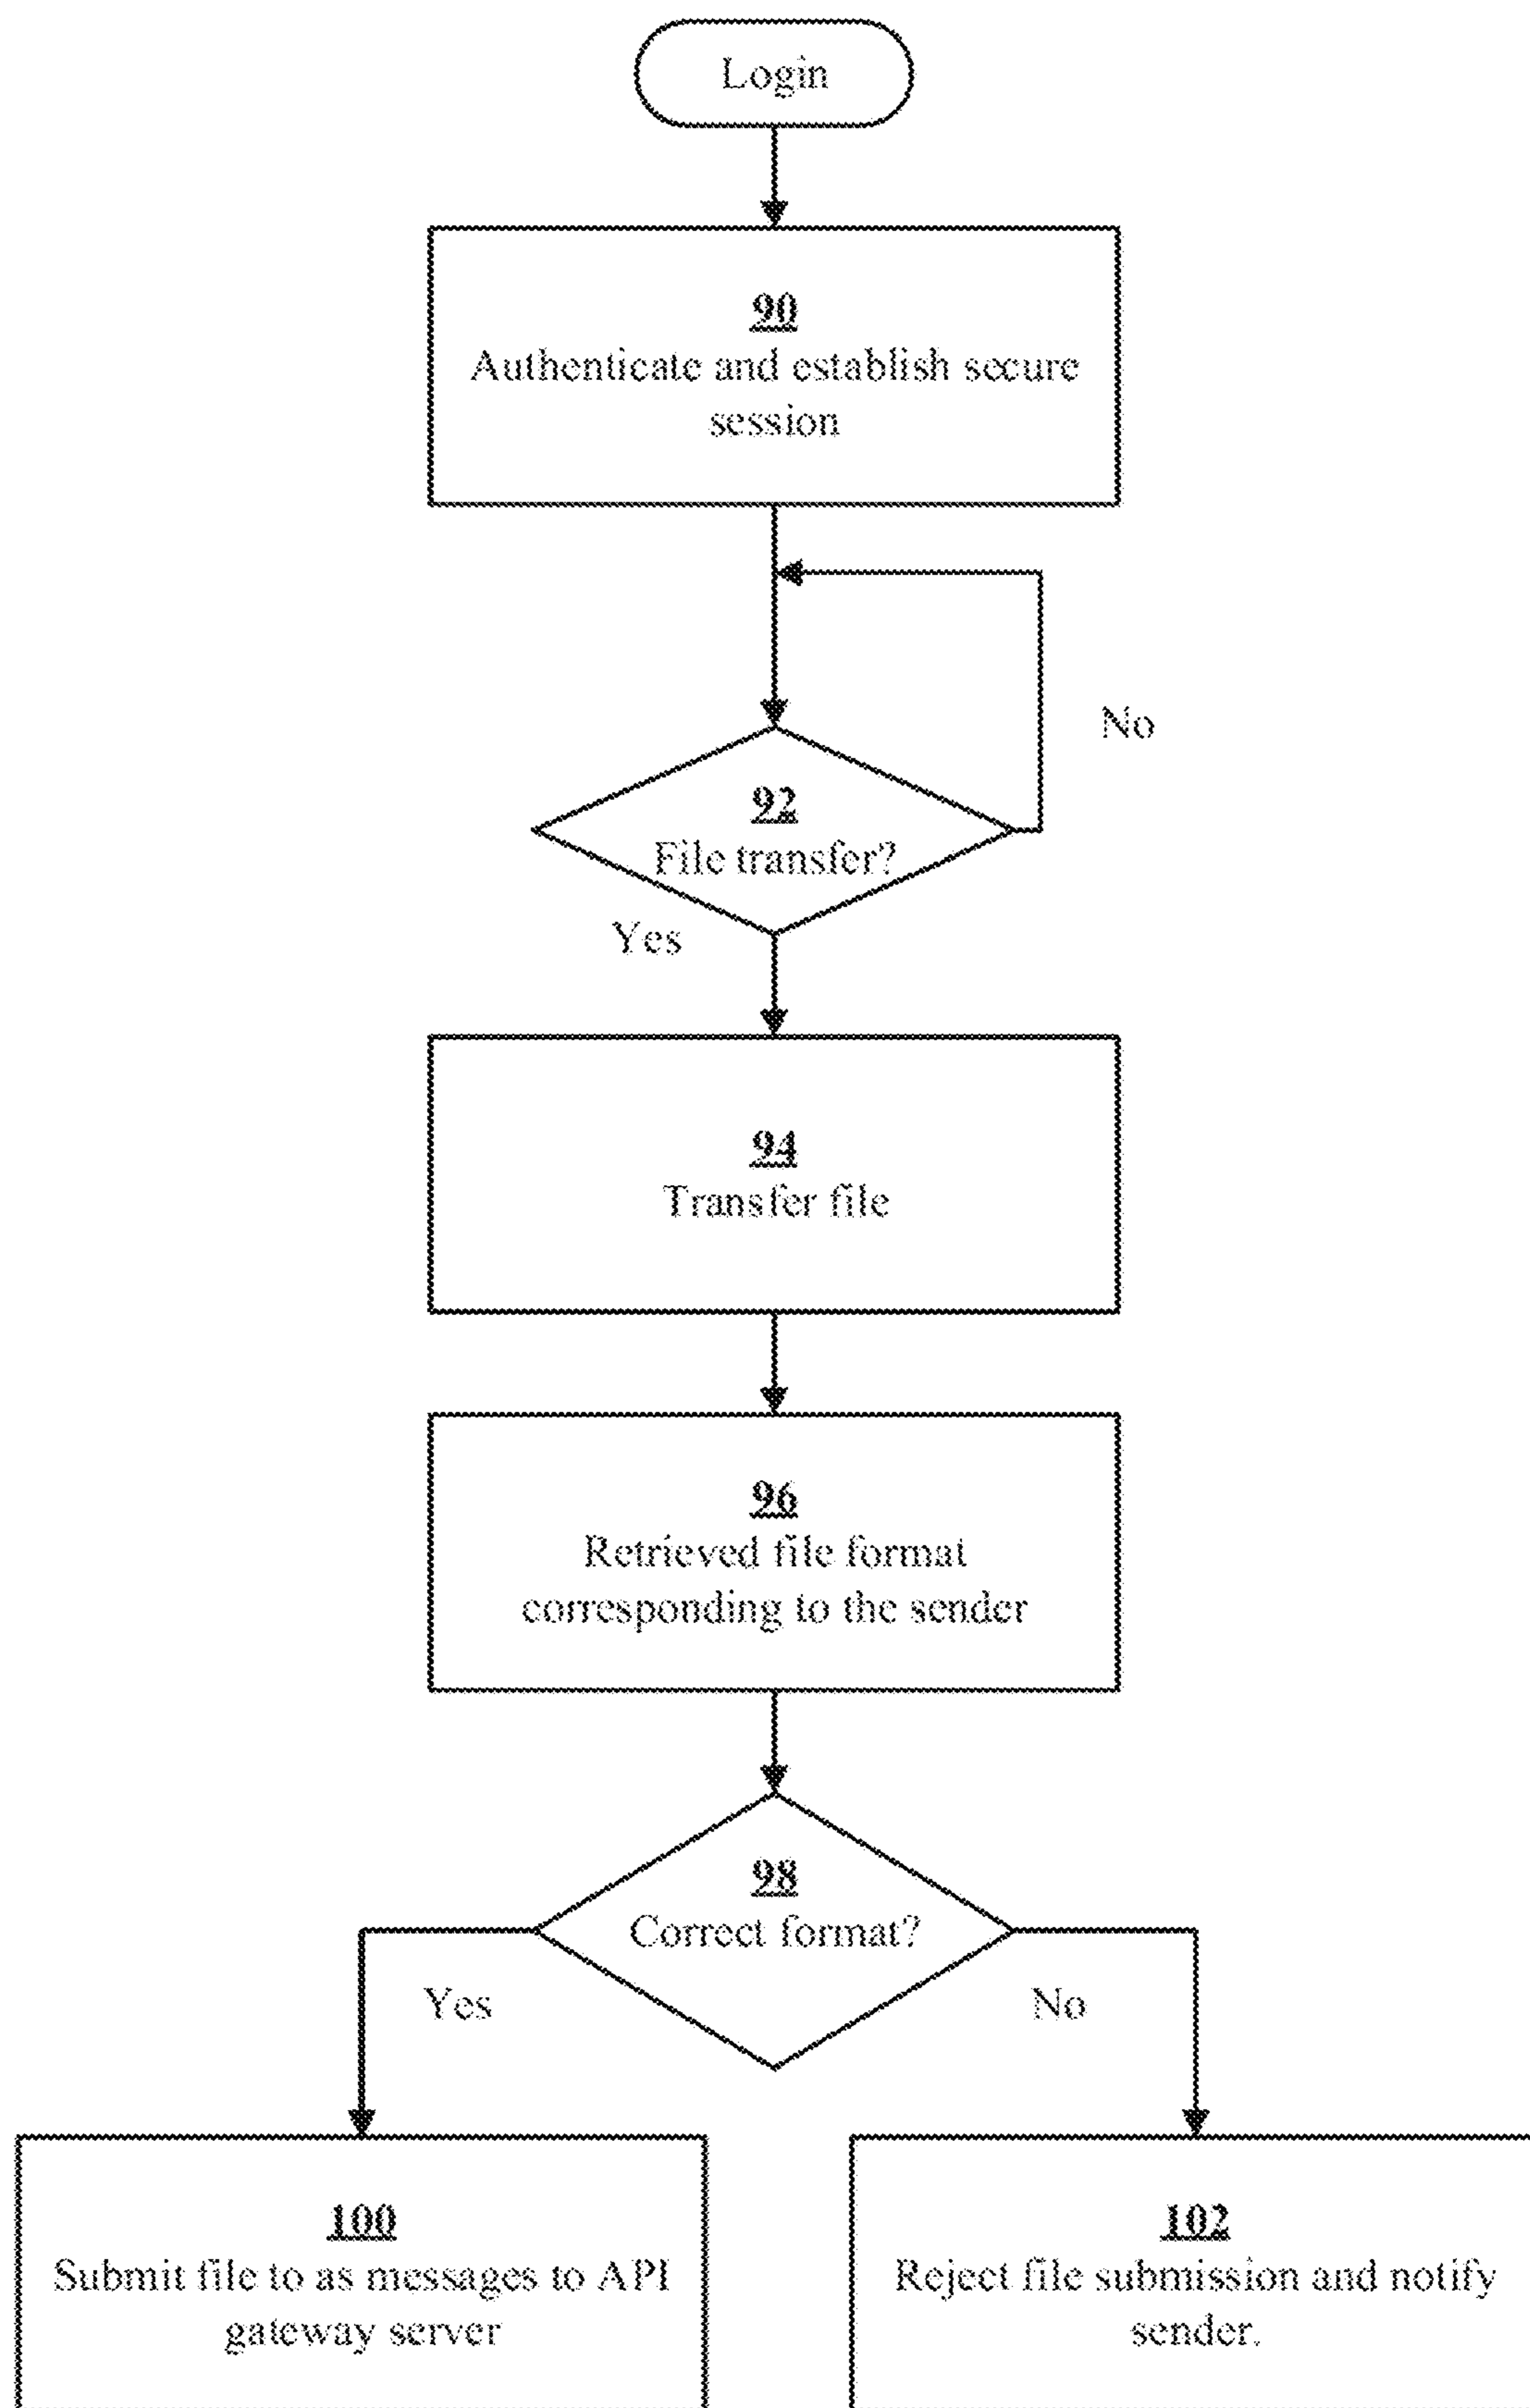 Login
90
Authenticate and establish secure
session
No
92
File transfer?
Yes
94
Transfer file
96
Retrieved file format
corresponding to the sender
98
Correct format?
Yes
No
100
Submit file to as messages to API
gateway server
102
Reject file submission and notify
sender.